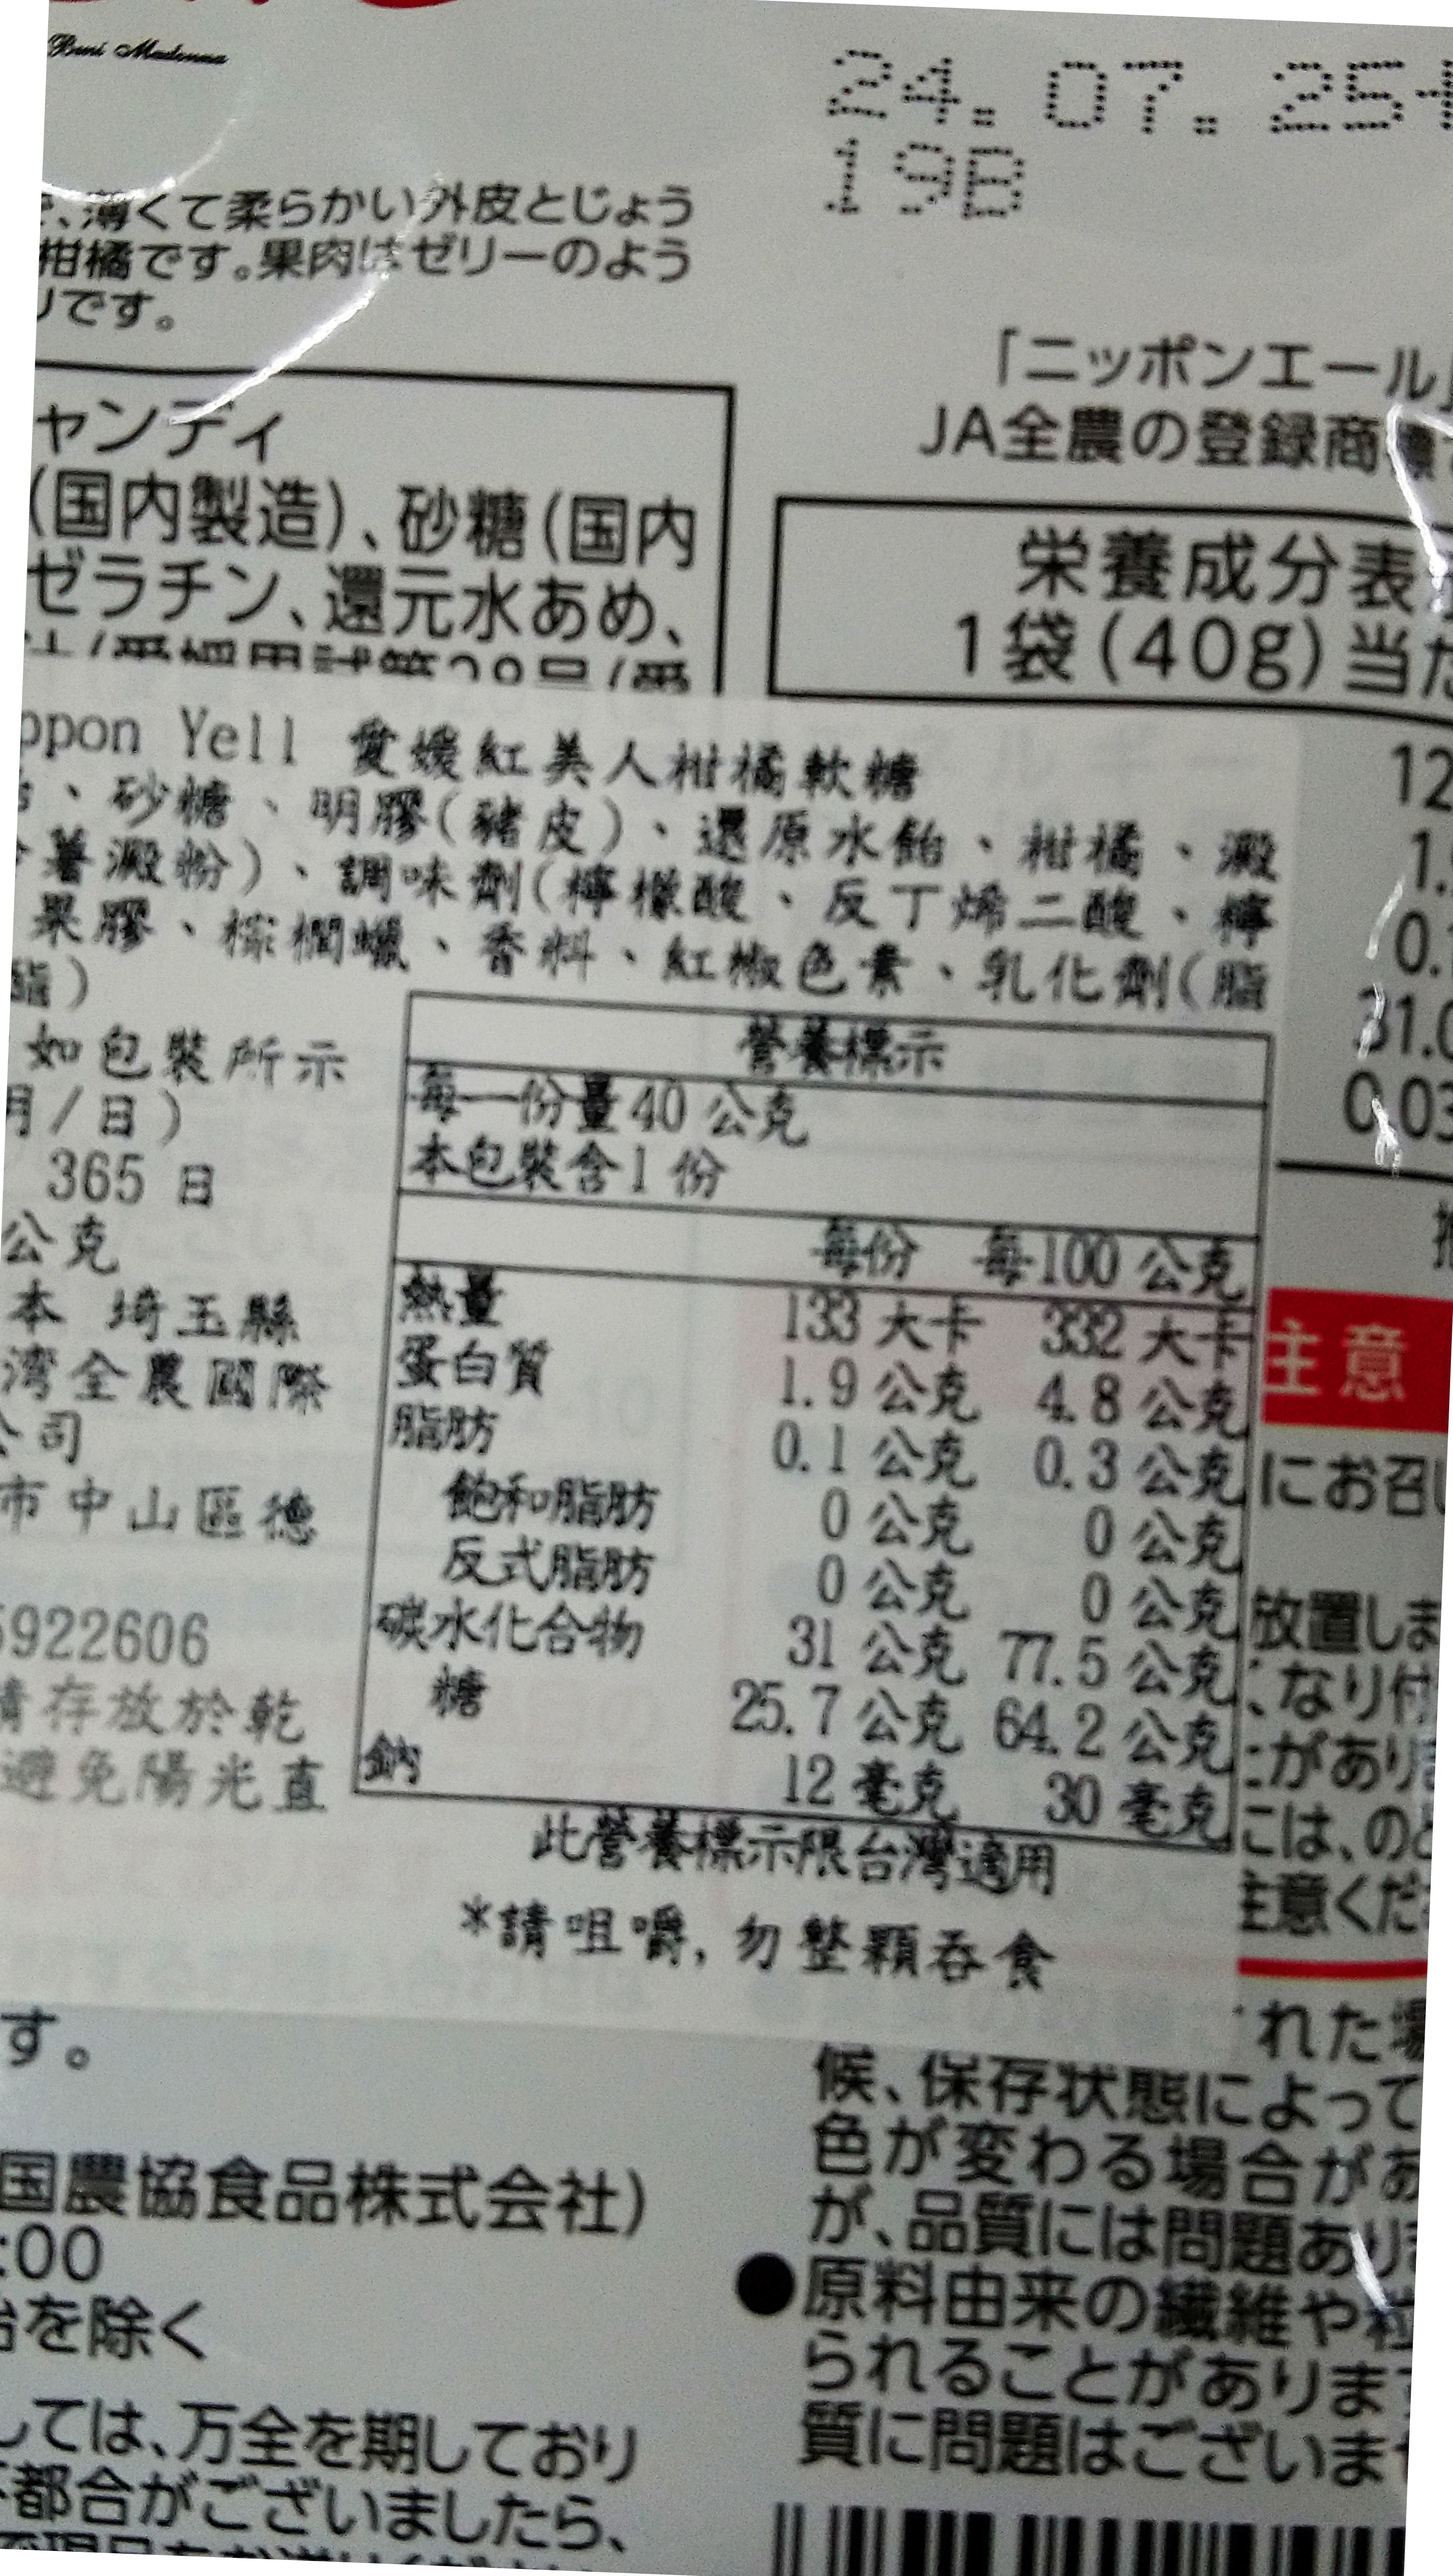 Beni Madonna
24.07.25
19B
、薄くて柔らかい外皮とじょう
柑橘です。果肉はゼリーのよう
です。
「ニッポンエール」
JA全農の登録商標
ャンディ
(国内製造)、砂糖(国内
ゼラチン、還元水あめ、
栄養成分表
1袋(40g)当た
12
1.
0.
31.0
0.03
ppon Yell 愛媛紅美人柑橘軟糖
、砂糖、明膠(豬皮)、還原水飴、柑橘、澱
薯澱粉)、調味劑(檸檬酸、反丁烯二酸、檸
果膠、棕櫚蠟、香料、紅椒色素、乳化劑(脂
酯)
如包裝所示
月/日)
365 日
公克
本 埼玉縣
湾全農國際
公司
市中山區德
5922606
請存放於乾
避免陽光直
營養標示
每一份量40 公克
本包裝含1 份
每份 每100 公克
熱量 133 大卡 332 大卡
蛋白質 1.9 公克 4.8 公克
脂肪 0.1 公克 0.3 公克
飽和脂肪 0 公克 0 公克
反式脂肪 0 公克 0 公克
碳水化合物 31 公克 77.5 公克
糖 25.7 公克 64.2 公克
鈉 12 毫克 30 毫克
此營養標示限台灣適用
*請咀嚼,勿整顆吞食
主意
にお召し
放置しま
なり付
がありま
には、のど
主意くだ
れた場
候、保存状態によって
色が変わる場合があ
が、品質には問題ありま
●原料由来の繊維や粒
られることがあります
質に問題はございませ
す。
国農協食品株式会社)
:00
を除く
しては、万全を期しており
都合がございましたら、